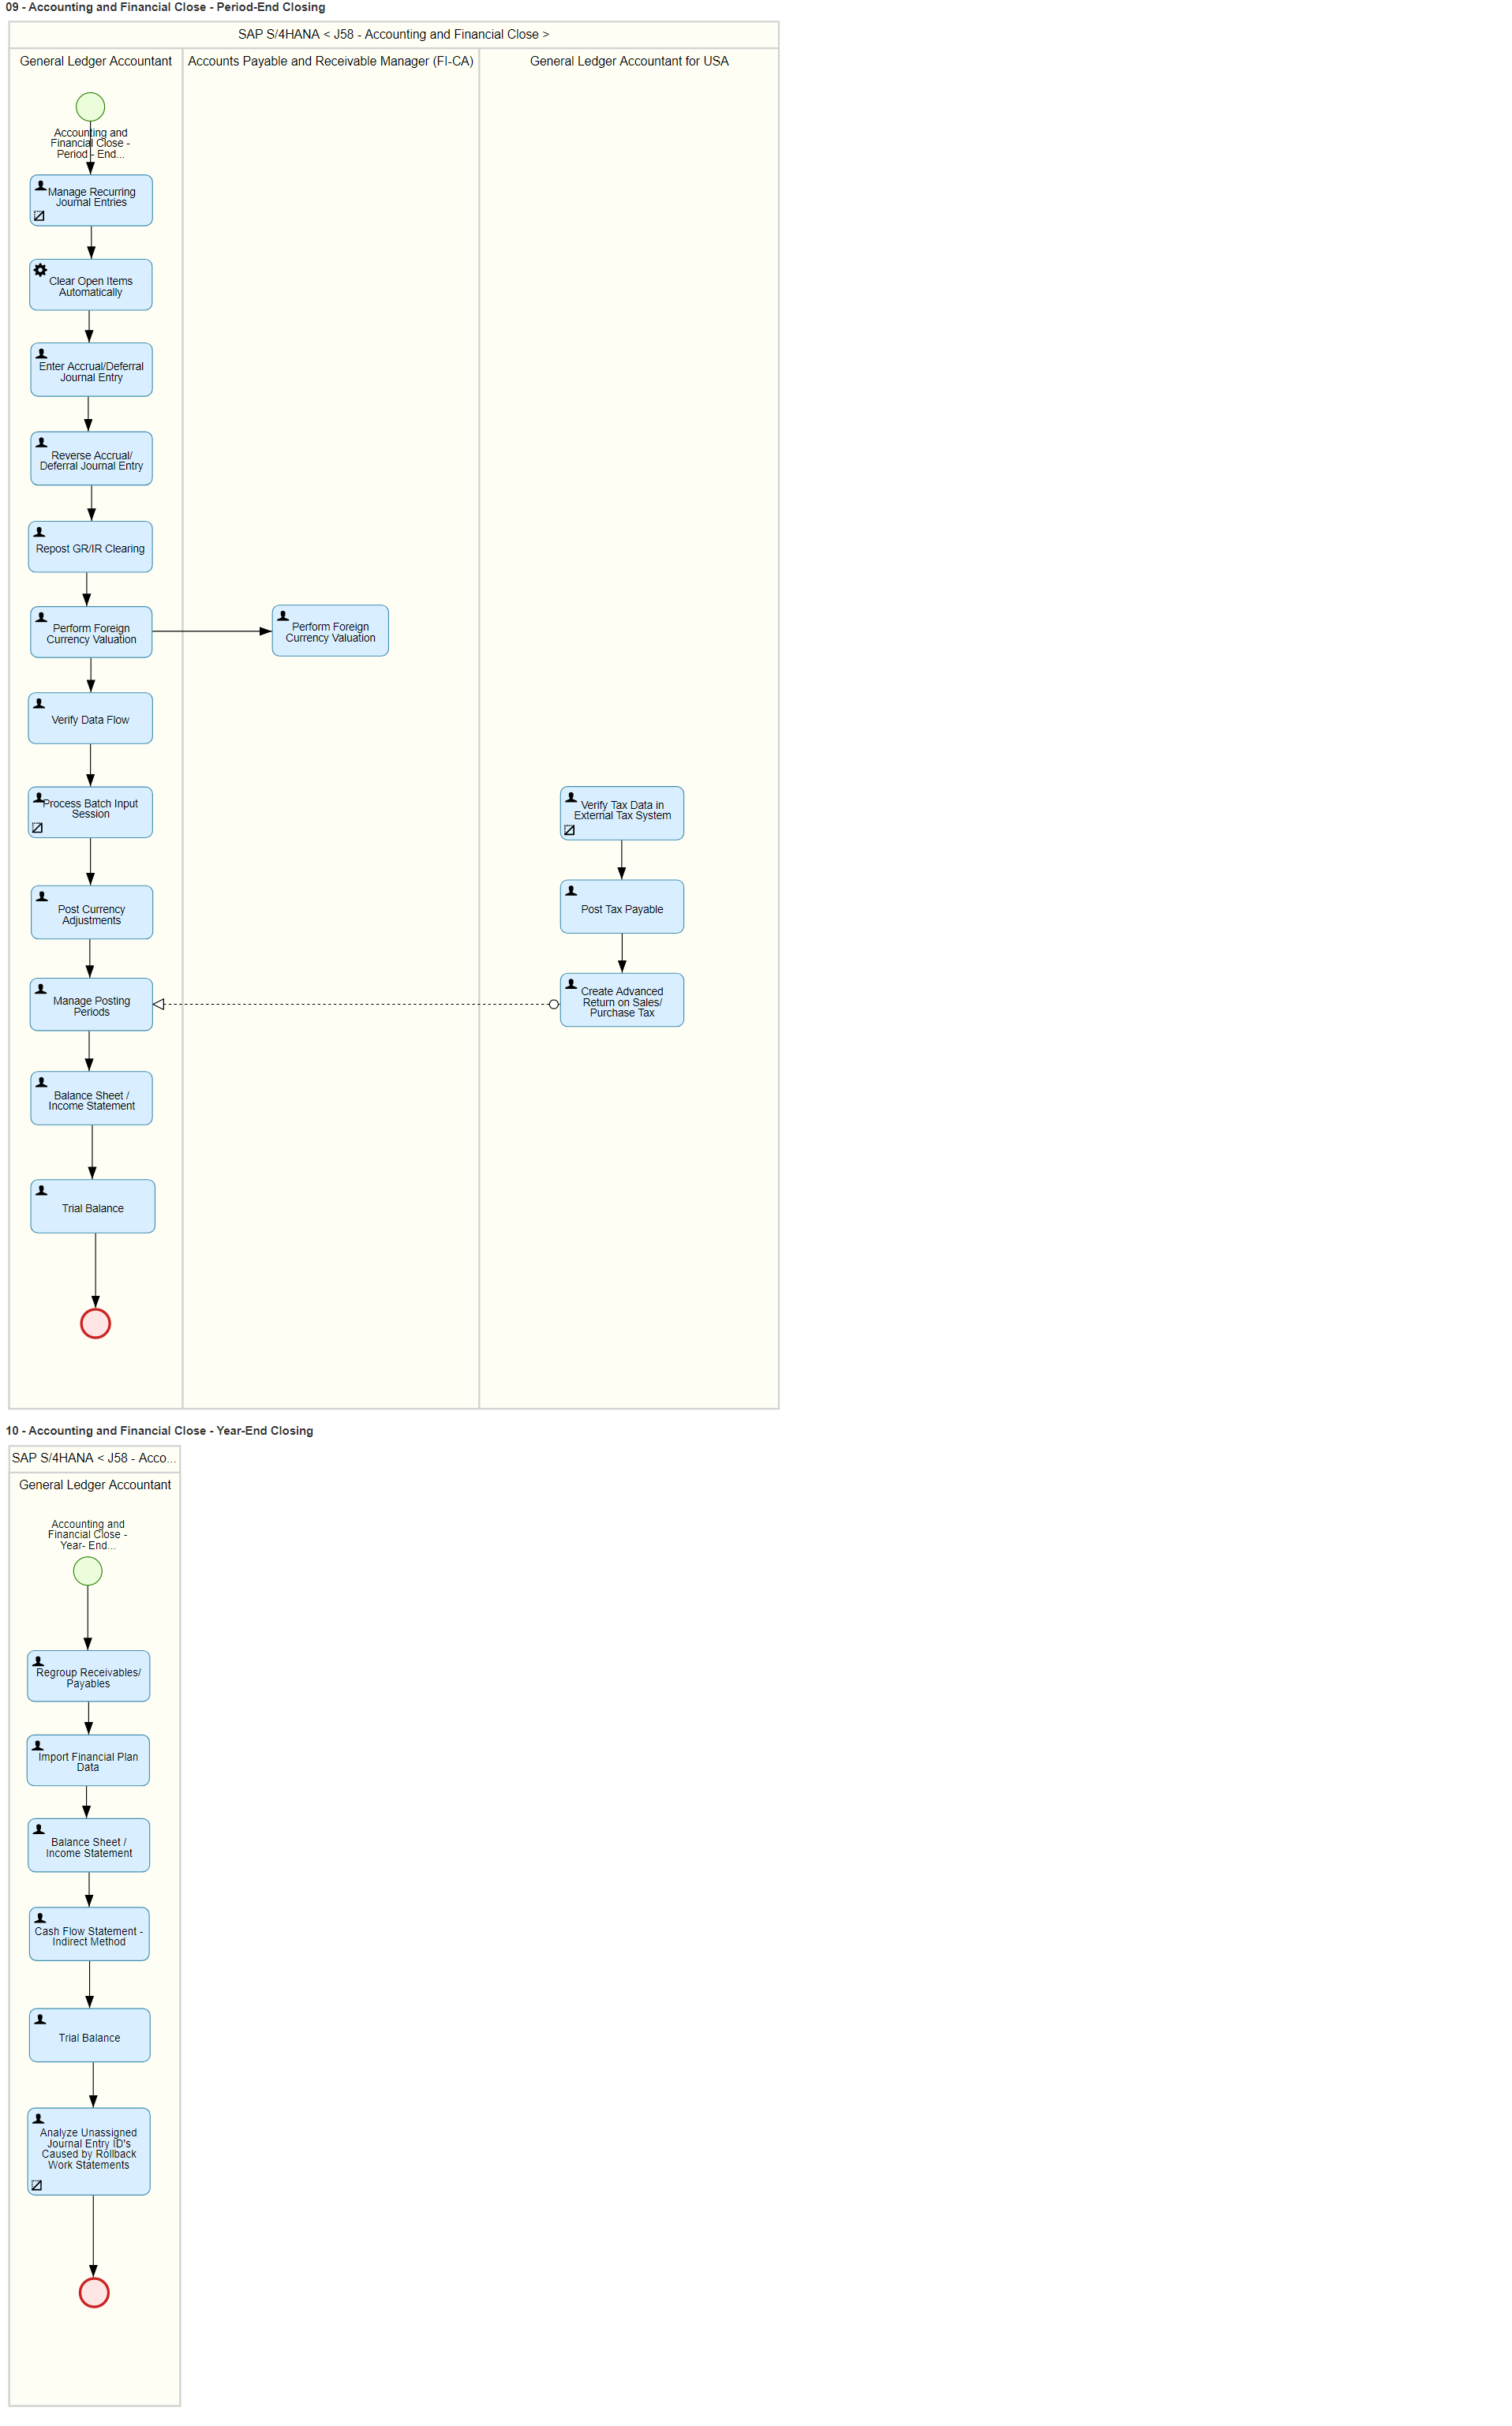 09 - Accounting and Financial Close - Period-End Closing
SAP S/4HANA < J58 - Accounting and Financial Close >
General Ledger Accountant
Accounts Payable and Receivable Manager (FI-CA)
General Ledger Accountant for USA
Accounting and
Financial Close -
Period - End...
Manage Recurring
Journal Entries
Clear Open Items
Automatically
Enter Accrual/Deferral
Journal Entry
Reverse Accrual/
Deferral Journal Entry
Repost GR/IR Clearing
Perform Foreign
Currency Valuation
Perform Foreign
Currency Valuation
Verify Data Flow
Process Batch Input
Session
Verify Tax Data in
External Tax System
Post Currency
Adjustments
Post Tax Payable
Manage Posting
Periods
Create Advanced
Return on Sales/
Purchase Tax
Balance Sheet /
Income Statement
Trial Balance
10 - Accounting and Financial Close - Year-End Closing
SAP S/4HANA < J58 - Acco...
General Ledger Accountant
Accounting and
Financial Close -
Year- End...
Regroup Receivables/
Payables
Import Financial Plan
Data
Balance Sheet /
Income Statement
Cash Flow Statement -
Indirect Method
Trial Balance
Analyze Unassigned
Journal Entry ID's
Caused by Rollback
Work Statements